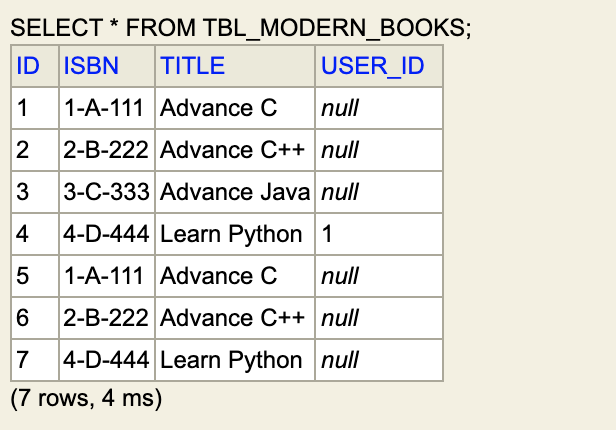 SELECT * FROM TBL_MODERN_BOOKS;
ID ISBN TITLE USER_ID
1 1-A-111 Advance C null
2 2-B-222 Advance C++ null
3 3-C-333 Advance Java null
4 4-D-444 Learn Python 1
5 1-A-111 Advance C null
6 2-B-222 Advance C++ null
7 4-D-444 Learn Python null
(7 rows, 4 ms)